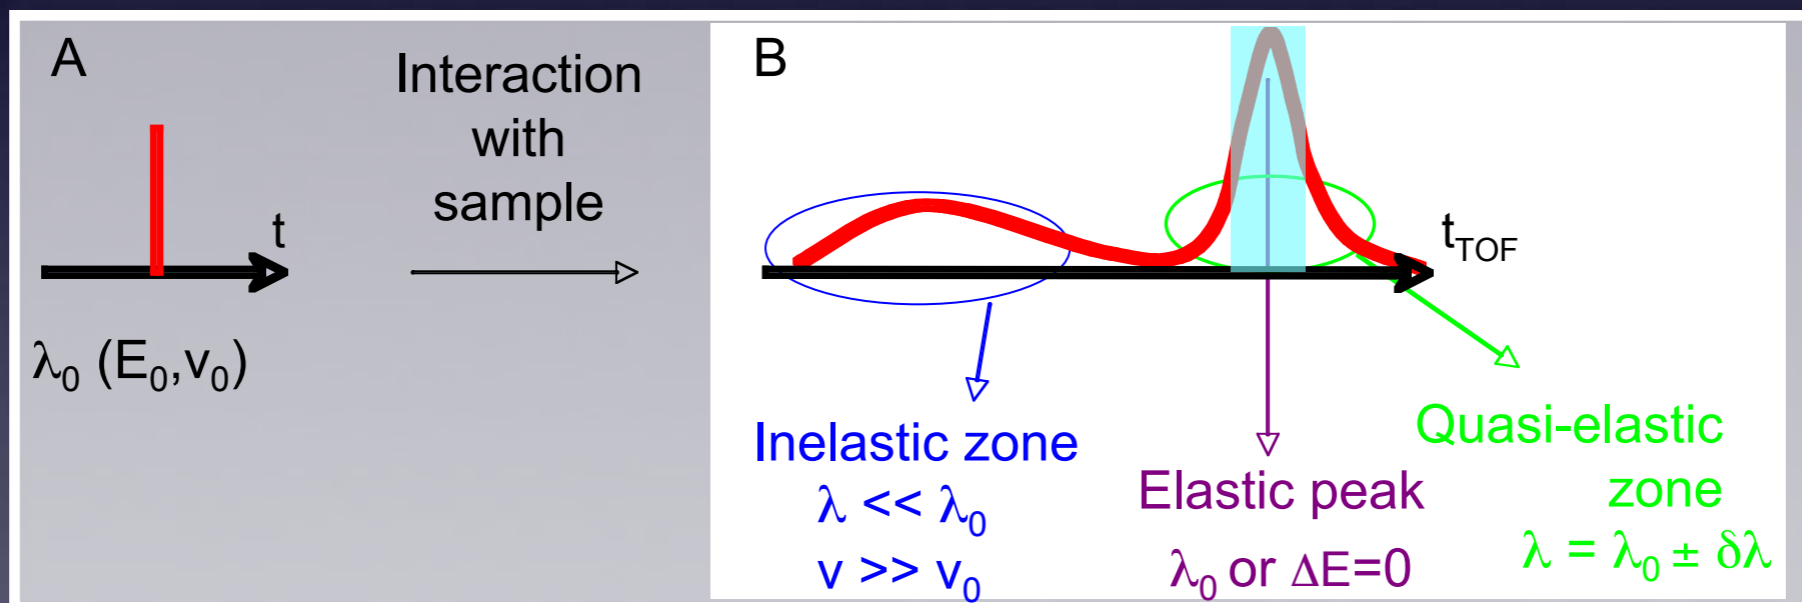 A
Interaction
with
sample
t
λ₀ (E₀,v₀)
B
t_TOF
Inelastic zone
λ << λ₀
v >> v₀
Elastic peak
λ₀ or ΔE=0
Quasi-elastic
zone
λ = λ₀ ± δλ